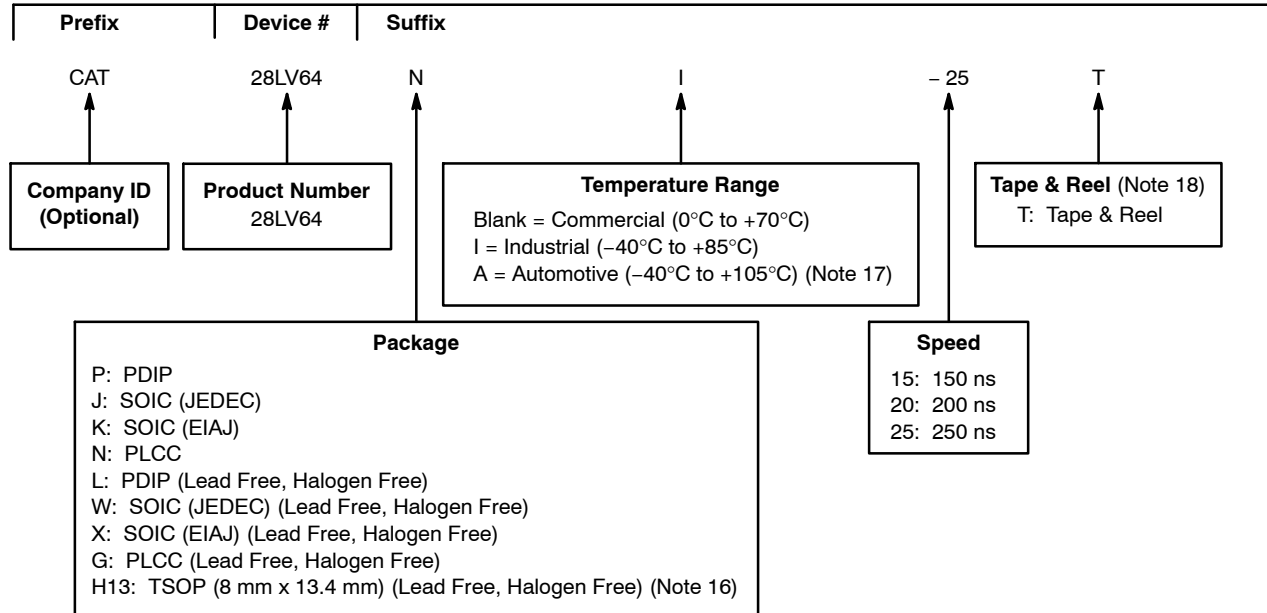 Prefix Device # Suffix
CAT 28LV64 N I – 25 T
Company ID
(Optional)
Product Number
28LV64
Temperature Range
Blank = Commercial (0°C to +70°C)
I = Industrial (−40°C to +85°C)
A = Automotive (−40°C to +105°C) (Note 17)
Tape & Reel (Note 18)
T: Tape & Reel
Package
P: PDIP
J: SOIC (JEDEC)
K: SOIC (EIAJ)
N: PLCC
L: PDIP (Lead Free, Halogen Free)
W: SOIC (JEDEC) (Lead Free, Halogen Free)
X: SOIC (EIAJ) (Lead Free, Halogen Free)
G: PLCC (Lead Free, Halogen Free)
H13: TSOP (8 mm x 13.4 mm) (Lead Free, Halogen Free) (Note 16)
Speed
15: 150 ns
20: 200 ns
25: 250 ns